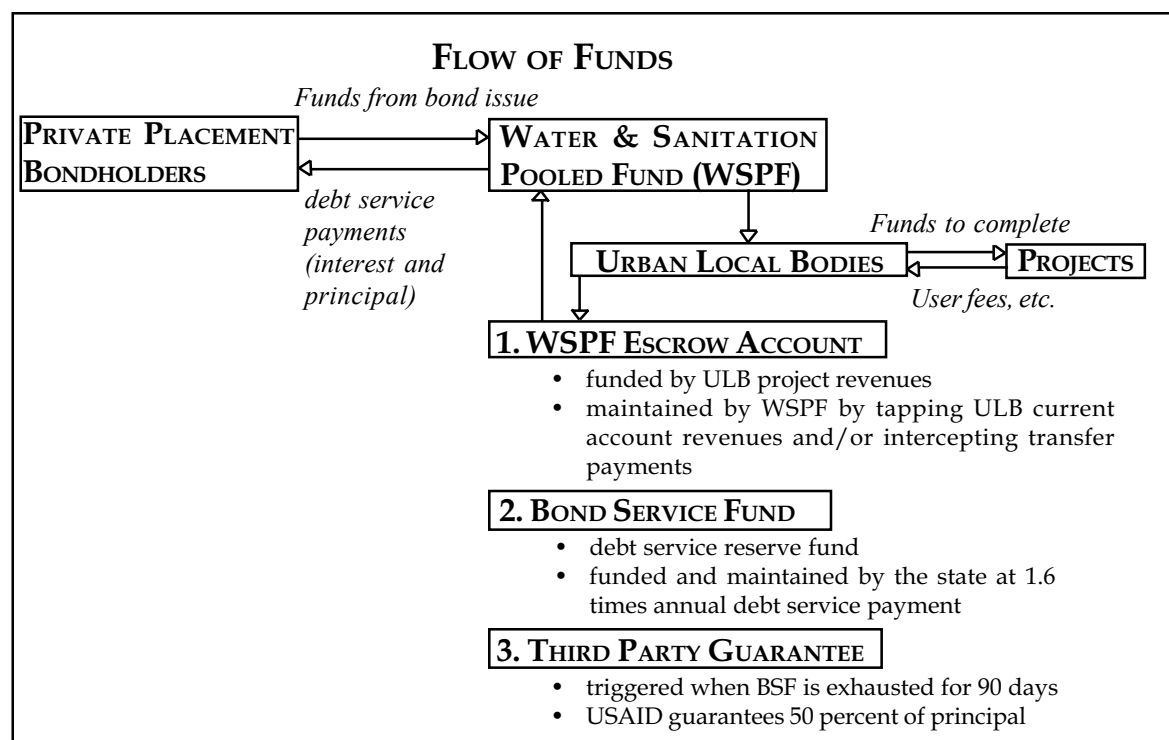 FLOW OF FUNDS
Funds from bond issue
PRIVATE PLACEMENT
BONDHOLDERS
WATER & SANITATION
POOLED FUND (WSPF)
debt service
payments
(interest and
principal)
Funds to complete
URBAN LOCAL BODIES
PROJECTS
User fees, etc.
1. WSPF ESCROW ACCOUNT
• funded by ULB project revenues
• maintained by WSPF by tapping ULB current
account revenues and/or intercepting transfer
payments
2. BOND SERVICE FUND
• debt service reserve fund
• funded and maintained by the state at 1.6
times annual debt service payment
3. THIRD PARTY GUARANTEE
• triggered when BSF is exhausted for 90 days
• USAID guarantees 50 percent of principal